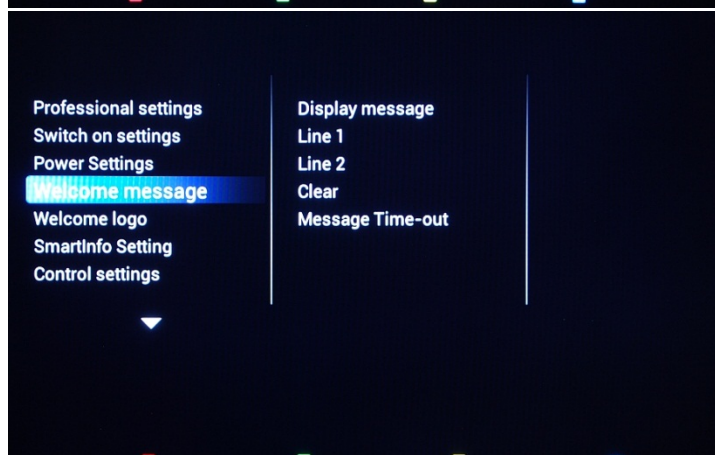 Professional settings
Switch on settings
Power Settings
Welcome message
Welcome logo
SmartInfo Setting
Control settings
Display message
Line 1
Line 2
Clear
Message Time-out